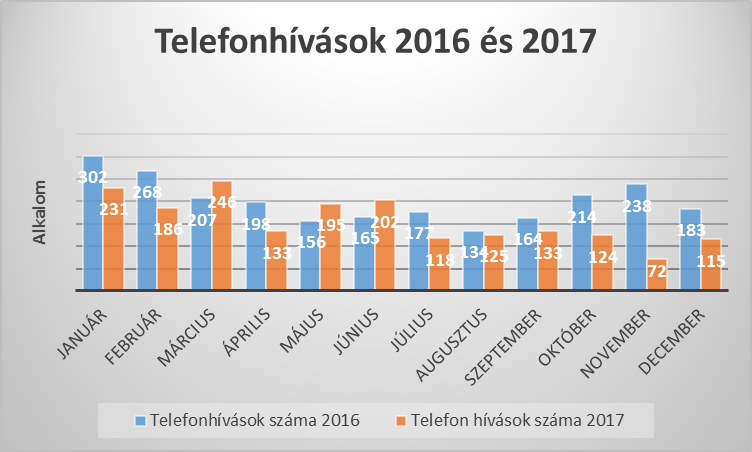 Telefonhívások 2016 és 2017
Alkalom
302
231
268
186
207
246
198
133
156
195
165
202
177
118
134
125
164
133
214
124
238
72
183
115
JANUÁR
FEBRUÁR
MÁRCIUS
ÁPRILIS
MÁJUS
JÚNIUS
JÚLIUS
AUGUSZTUS
SZEPTEMBER
OKTÓBER
NOVEMBER
DECEMBER
Telefonhívások száma 2016
Telefon hívások száma 2017